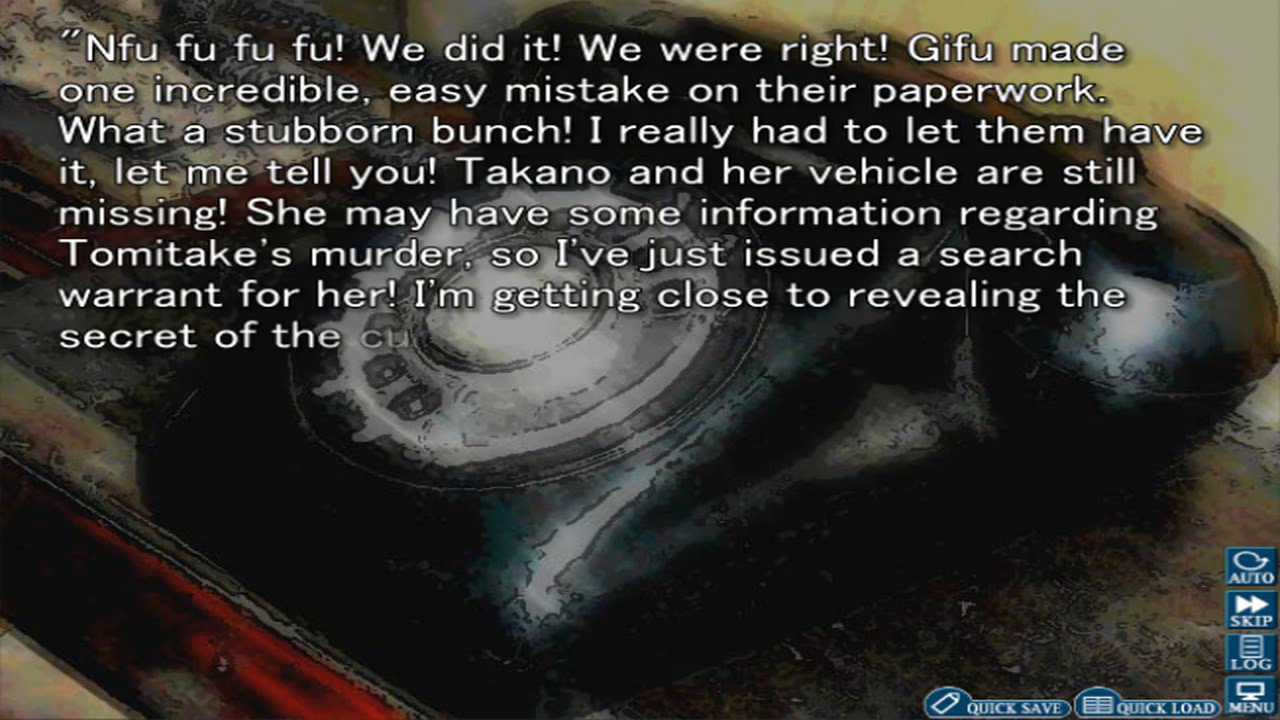 "Nfu fu fu fu! We did it! We were right! Gifu made
one incredible, easy mistake on their paperwork.
What a stubborn bunch! I really had to let them have
it, let me tell you! Takano and her vehicle are still
missing! She may have some information regarding
Tomitake's murder, so I've just issued a search
warrant for her! I'm getting close to revealing the
secret of the cu
AUTO
SKIP
LOG
MENU
QUICK SAVE
QUICK LOAD